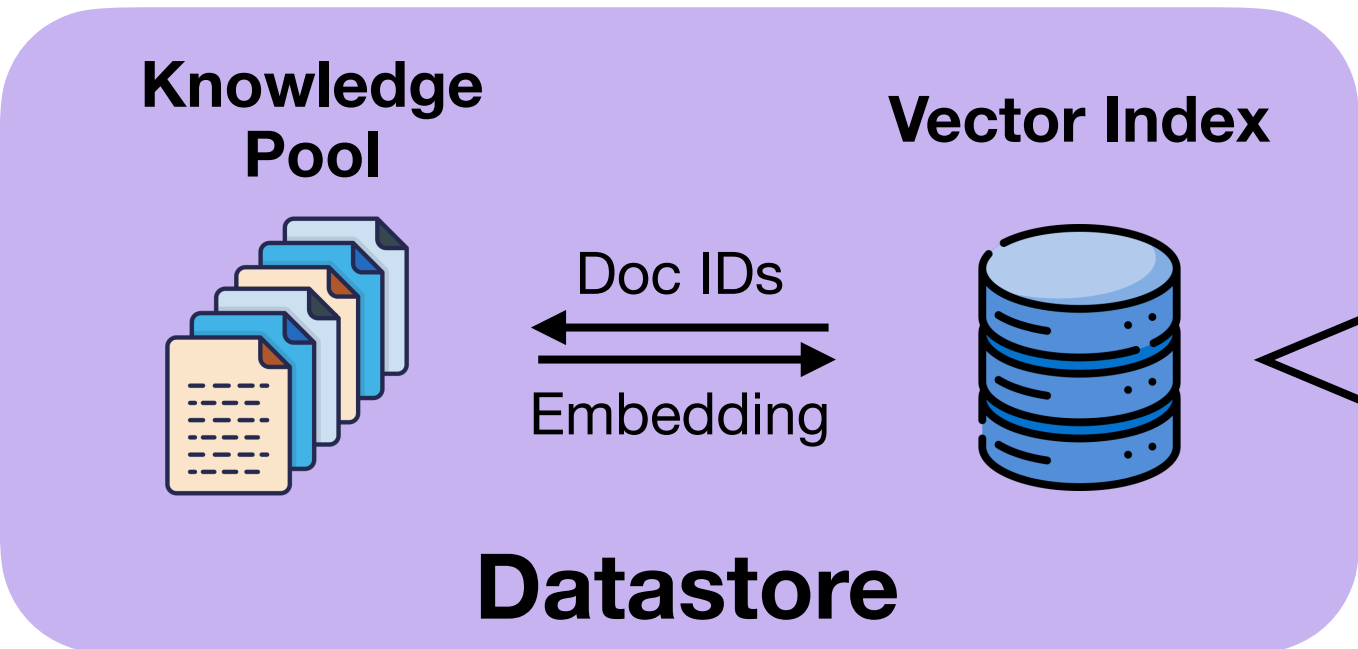 Knowledge
Pool
Vector Index
Doc IDs
Embedding
Datastore